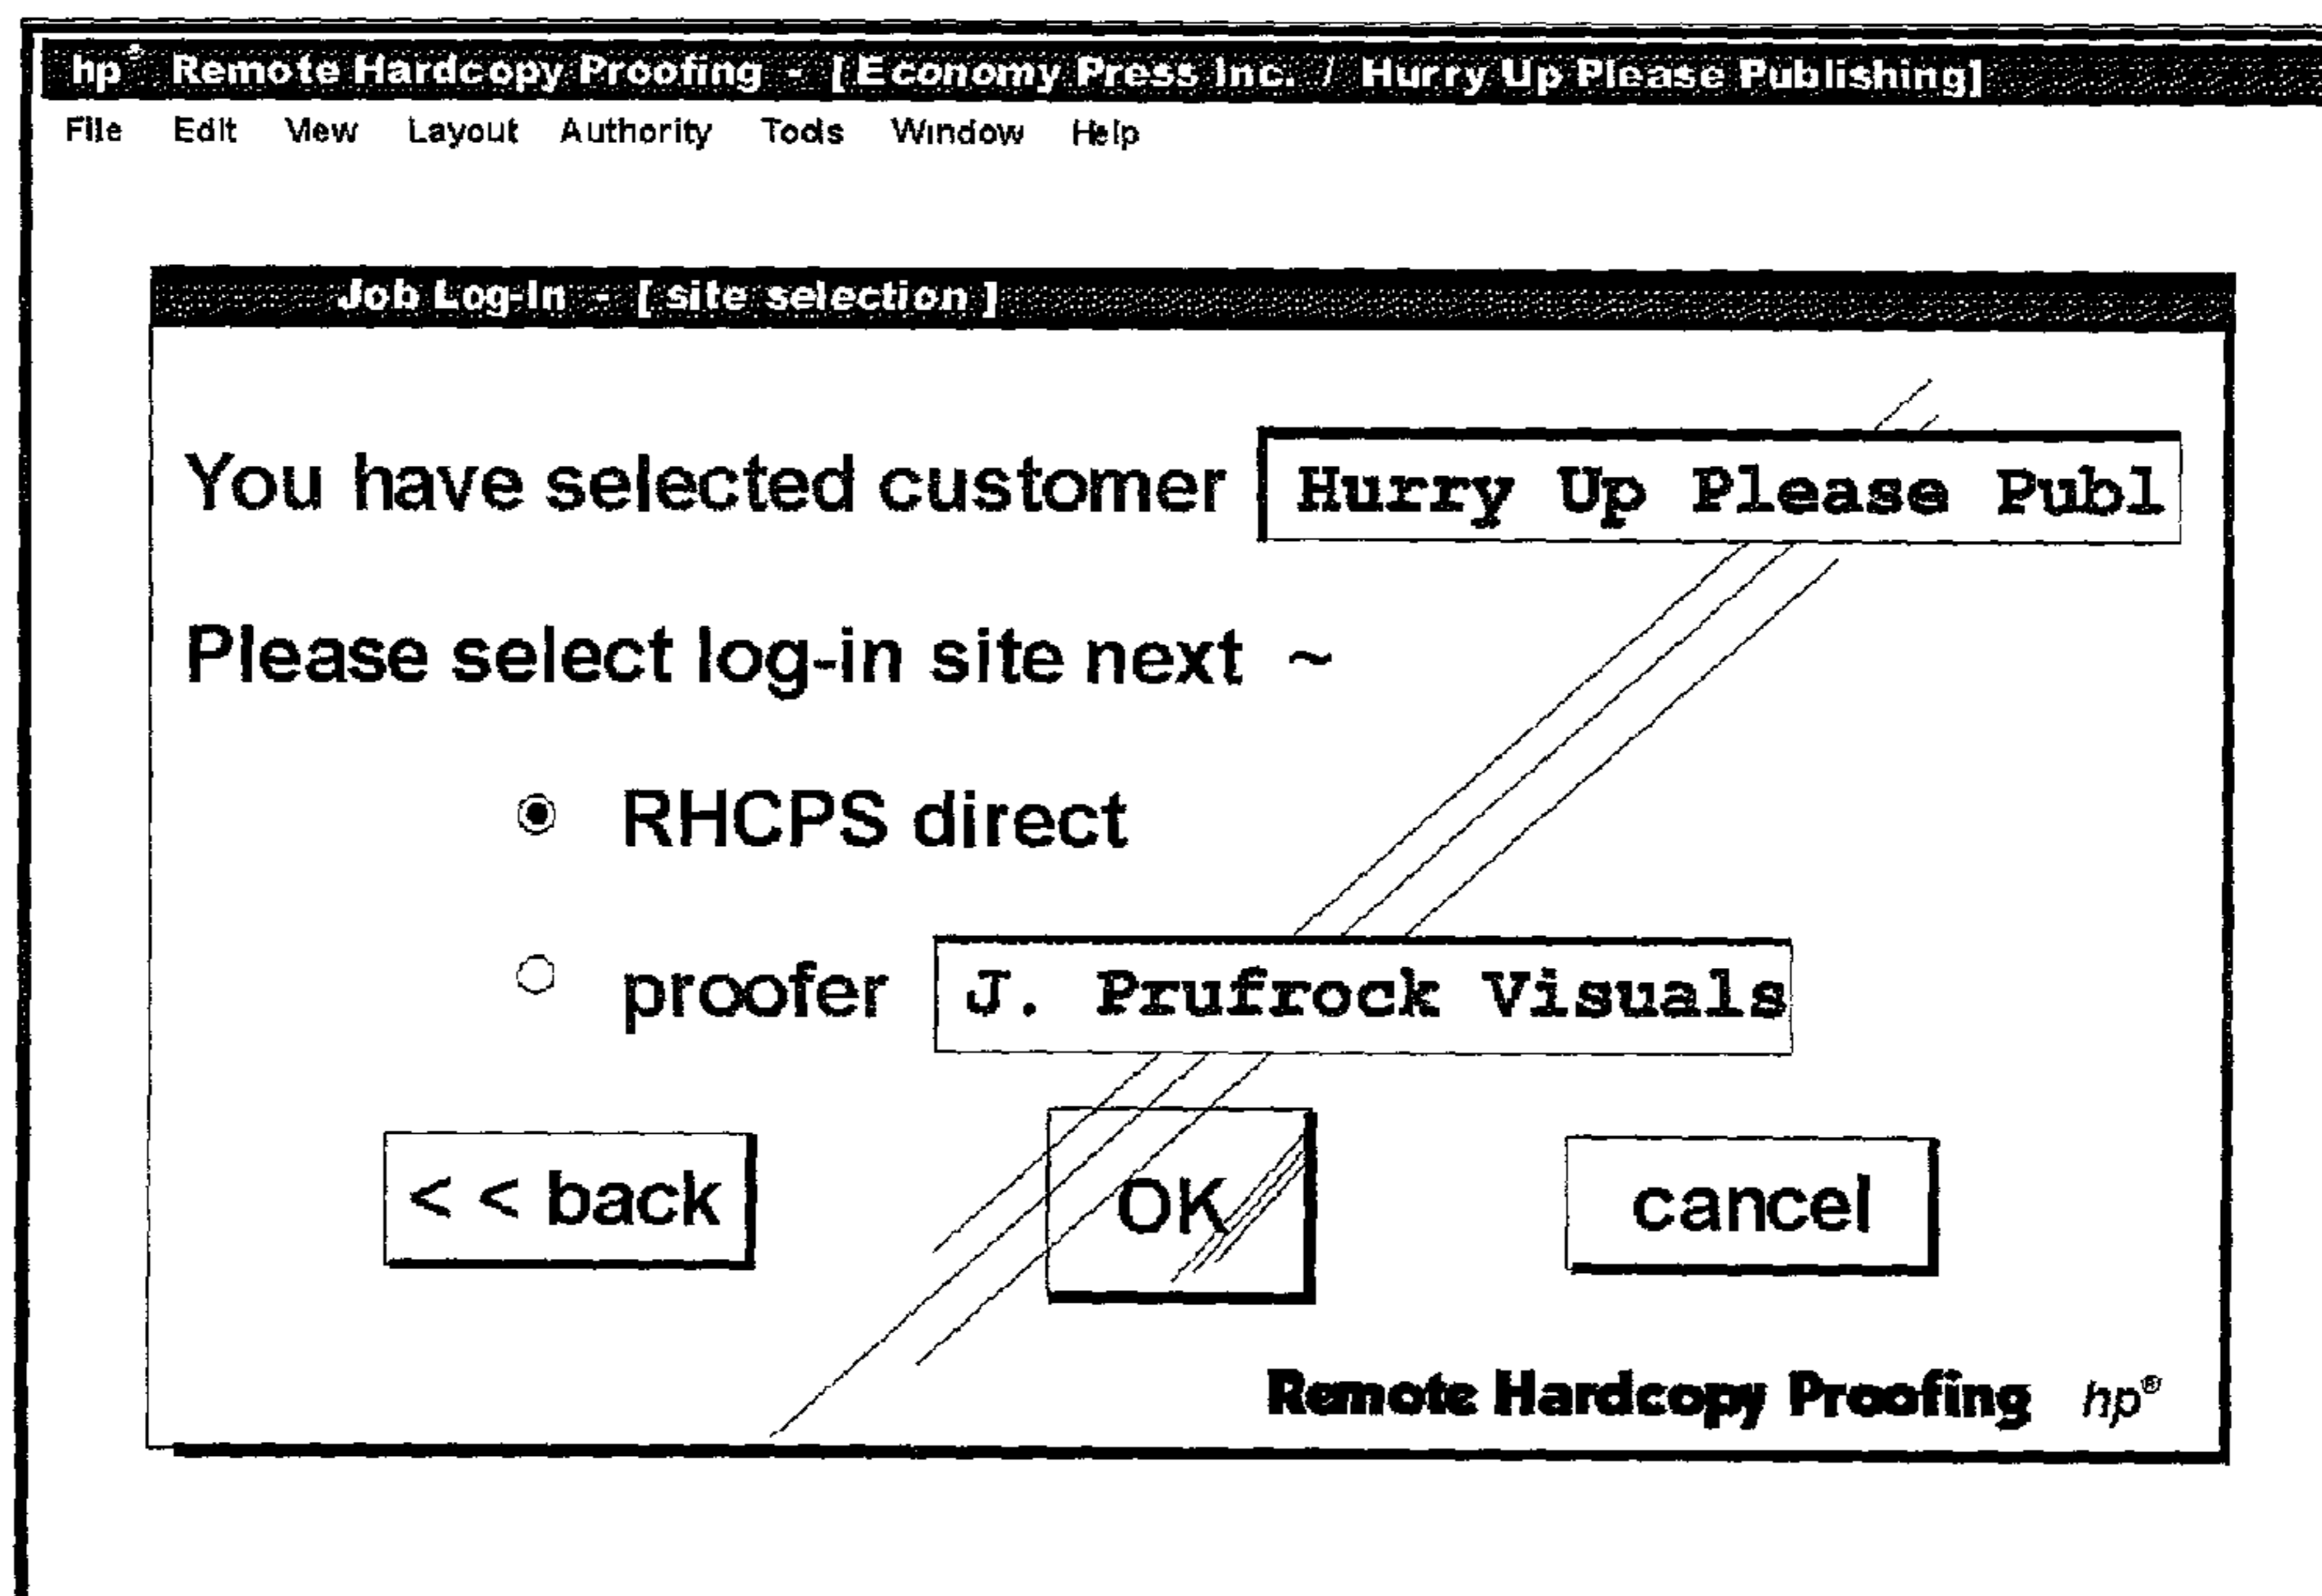 hp® Remote Hardcopy Proofing - [Economy Press Inc. / Hurry Up Please Publishing]
File Edit View Layout Authority Tools Window Help
Job Log-In - [ site selection ]
You have selected customer Hurry Up Please Publ
Please select log-in site next ~
RHCPS direct
proofer J. Prufrock Visuals
< < back OK cancel
Remote Hardcopy Proofing hp®